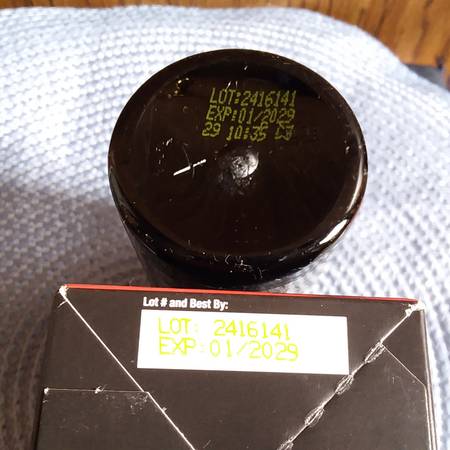 LOT:2416141
EXP:01/2029
29 10:35
Lot # and Best By:
LOT: 2416141
EXP:01/2029